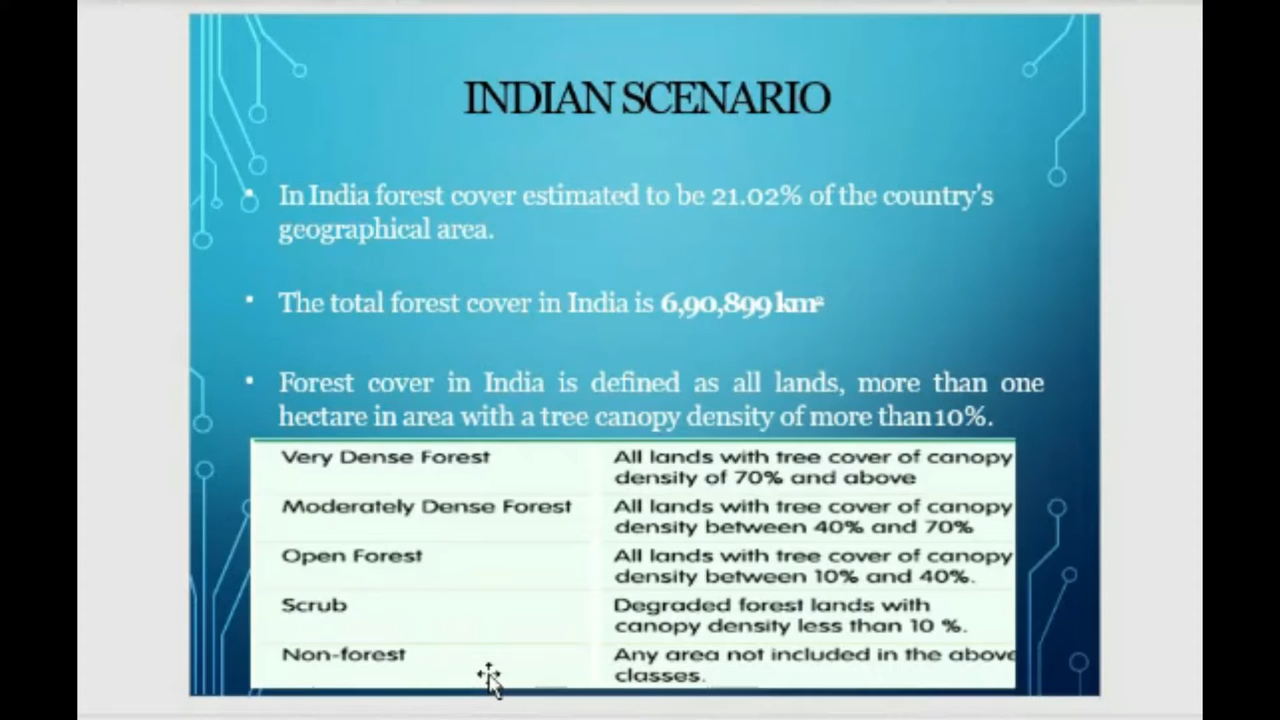 INDIAN SCENARIO
• In India forest cover estimated to be 21.02% of the country's
geographical area.
• The total forest cover in India is 6,90,899 km²
• Forest cover in India is defined as all lands, more than one
hectare in area with a tree canopy density of more than 10%.
Very Dense Forest
All lands with tree cover of canopy
density of 70% and above
Moderately Dense Forest
All lands with tree cover of canopy
density between 40% and 70%
Open Forest
All lands with tree cover of canopy
density between 10% and 40%.
Scrub
Degraded forest lands with
canopy density less than 10 %.
Non-forest
Any area not included in the above
classes.